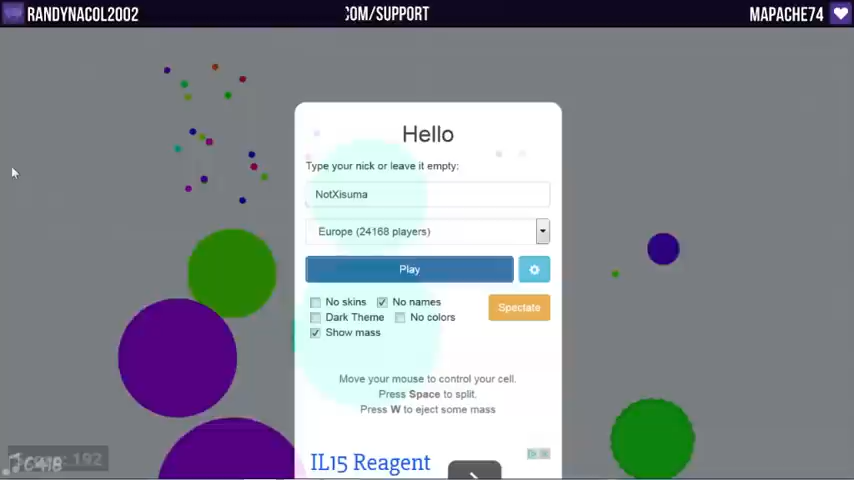 RANDYNACOL2002
COM/SUPPORT
MAPACHE74
Hello
Type your nick or leave it empty:
NotXisuma
Europe (24168 players)
Play
No skins
No names
Dark Theme
No colors
Show mass
Spectate
Move your mouse to control your cell.
Press Space to split.
Press W to eject some mass
IL15 Reagent
C418
192